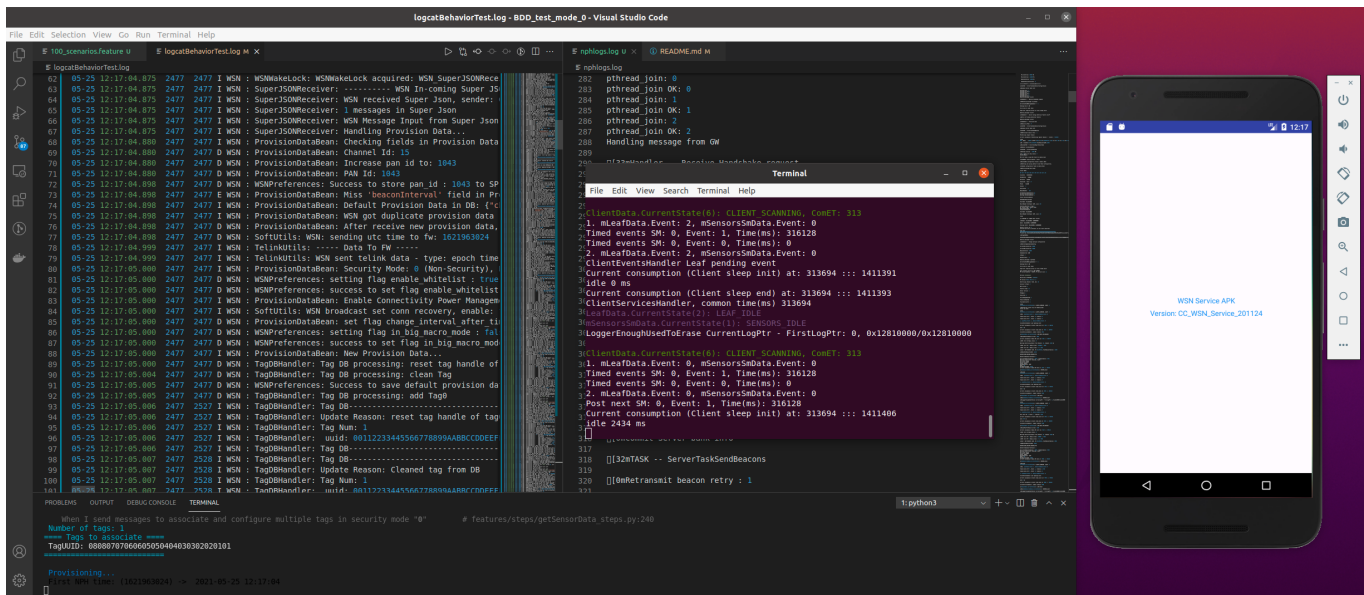 logcatBehaviorTest.log - BDD_test_mode_0 - Visual Studio Code
File Edit Selection View Go Run Terminal Help
100_scenarios.feature U
logcatBehaviorTest.log M
nphlogs.log U
README.md M
logcatBehaviorTest.log
62 05-25 12:17:04.875 2477 2477 I WSN : WSNWakeLock: WSNWakeLock acquired: WSN_SuperJSONRece
63 05-25 12:17:04.875 2477 2477 I WSN : SuperJSONReceiver: ---------- WSN In-coming Super JS
64 05-25 12:17:04.875 2477 2477 I WSN : SuperJSONReceiver: WSN received Super Json, sender:
65 05-25 12:17:04.875 2477 2477 I WSN : SuperJSONReceiver: 1 messages in Super Json
66 05-25 12:17:04.875 2477 2477 I WSN : WSN Message Input from Super Json
67 05-25 12:17:04.875 2477 2477 I WSN : SuperJSONReceiver: Handling Provision Data...
68 05-25 12:17:04.880 2477 2477 I WSN : ProvisionDataBean: Checking fields in Provision Data
69 05-25 12:17:04.880 2477 2477 D WSN : ProvisionDataBean: Channel Id: 15
70 05-25 12:17:04.880 2477 2477 D WSN : ProvisionDataBean: Increase pan id to: 1043
71 05-25 12:17:04.880 2477 2477 D WSN : ProvisionDataBean: PAN Id: 1043
72 05-25 12:17:04.898 2477 2477 D WSN : WSNPreferences: Success to store pan_id : 1043 to SP
73 05-25 12:17:04.898 2477 2477 E WSN : ProvisionDataBean: Miss 'beaconInterval' field in Pr
74 05-25 12:17:04.898 2477 2477 I WSN : ProvisionDataBean: Default Provision Data in DB: {"c
75 05-25 12:17:04.898 2477 2477 I WSN : ProvisionDataBean: WSN got duplicate provision data
76 05-25 12:17:04.898 2477 2477 D WSN : ProvisionDataBean: After receive new provision data,
77 05-25 12:17:04.898 2477 2477 D WSN : SoftUtils: WSN: sending utc time to fw: 1621963024
78 05-25 12:17:04.999 2477 2477 I WSN : TelinkUtils: ----- Data To FW -----
79 05-25 12:17:04.999 2477 2477 I WSN : TelinkUtils: WSN sent telink data - type: epoch time
80 05-25 12:17:05.000 2477 2477 I WSN : ProvisionDataBean: Security Mode: 0 (Non-Security),
81 05-25 12:17:05.000 2477 2477 D WSN : WSNPreferences: setting flag enable_whitelist : true
82 05-25 12:17:05.000 2477 2477 D WSN : WSNPreferences: success to set flag enable_whitelist
83 05-25 12:17:05.000 2477 2477 I WSN : ProvisionDataBean: Enable Connectivity Power Managem
84 05-25 12:17:05.000 2477 2477 I WSN : SoftUtils: WSN broadcast set conn recovery, enable:
85 05-25 12:17:05.000 2477 2477 D WSN : ProvisionDataBean: set flag change_interval_after_ti
86 05-25 12:17:05.000 2477 2477 D WSN : WSNPreferences: setting flag in_big_macro_mode : fal
87 05-25 12:17:05.000 2477 2477 D WSN : WSNPreferences: success to set flag in_big_macro_mod
88 05-25 12:17:05.000 2477 2477 I WSN : ProvisionDataBean: New Provision Data...
89 05-25 12:17:05.000 2477 2477 D WSN : TagDBHandler: Tag DB processing: reset tag handle of
90 05-25 12:17:05.004 2477 2477 D WSN : TagDBHandler: Tag DB processing: clean Tag
91 05-25 12:17:05.005 2477 2477 D WSN : WSNPreferences: Success to save default provision da
92 05-25 12:17:05.005 2477 2477 D WSN : TagDBHandler: Tag DB processing: add Tag0
93 05-25 12:17:05.006 2477 2527 I WSN : TagDBHandler: Tag DB
94 05-25 12:17:05.006 2477 2527 I WSN : TagDBHandler: Update Reason: reset tag handle of tag
95 05-25 12:17:05.006 2477 2527 I WSN : TagDBHandler: Tag Num: 1
96 05-25 12:17:05.006 2477 2527 I WSN : TagDBHandler: uuid: 00112233445566778899AABBCCDDEEF
97 05-25 12:17:05.006 2477 2527 I WSN : TagDBHandler: Tag DB
98 05-25 12:17:05.007 2477 2528 I WSN : TagDBHandler: Tag DB
99 05-25 12:17:05.007 2477 2528 I WSN : TagDBHandler: Update Reason: Cleaned tag from DB
100 05-25 12:17:05.007 2477 2528 I WSN : TagDBHandler: Tag Num: 1
101 05-25 12:17:05.007 2477 2528 I WSN : TagDBHandler: uuid: 00112233445566778899AABBCCDDEEF
nphlogs.log
282 pthread_join: 0
283 pthread_join OK: 0
284 pthread_join: 1
285 pthread_join OK: 1
286 pthread_join: 2
287 pthread_join OK: 2
288 Handling message from GW
289
290 [32mHandler -- Receive Handshake request
Terminal
File Edit View Search Terminal Help
ClientData.CurrentState(6): CLIENT_SCANNING, ComET: 313
1. mLeafData.Event: 2, mSensorsSmData.Event: 0
Timed events SM: 0, Event: 1, Time(ms): 316128
Timed events SM: 0, Event: 0, Time(ms): 0
2. mLeafData.Event: 2, mSensorsSmData.Event: 0
ClientEventsHandler Leaf pending event
Current consumption (Client sleep init) at: 313694 ::: 1411391
idle 0 ms
Current consumption (Client sleep end) at: 313694 ::: 1411393
ClientServicesHandler, common time(ms) 313694
LeafData.CurrentState(2): LEAF_IDLE
mSensorsSmData.CurrentState(1): SENSORS_IDLE
LoggerEnoughUsedToErase CurrentLogPtr - FirstLogPtr: 0, 0x12810000/0x12810000
ClientData.CurrentState(6): CLIENT_SCANNING, ComET: 313
1. mLeafData.Event: 0, mSensorsSmData.Event: 0
Timed events SM: 0, Event: 1, Time(ms): 316128
Timed events SM: 0, Event: 0, Time(ms): 0
2. mLeafData.Event: 0, mSensorsSmData.Event: 0
Post next SM: 0, Event: 1, Time(ms): 316128
Current consumption (Client sleep init) at: 313694 ::: 1411406
idle 2434 ms
317
318 [32mTASK -- ServerTaskSendBeacons
319
320 [0mRetransmit beacon retry : 1
321
PROBLEMS OUTPUT DEBUG CONSOLE TERMINAL
1: python3
When I send messages to associate and configure multiple tags in security mode "0" # features/steps/getSensorData_steps.py:240
Number of tags: 1
==== Tags to associate ====
TagUUID: 08080707060605050404030302020101
Provisioning...
First NPH time: (1621963024) -> 2021-05-25 12:17:04
12:17
WSN Service APK
Version: CC_WSN_Service_201124